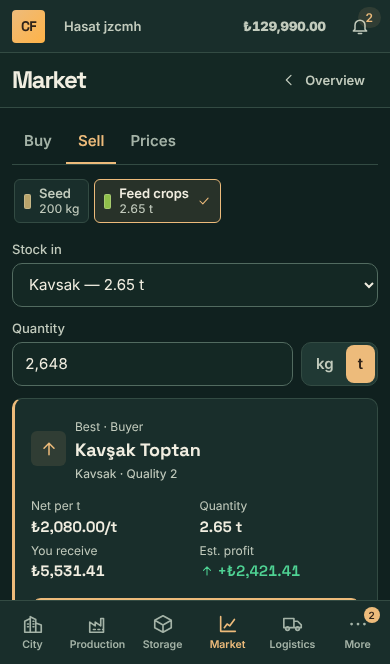 CF
Hasat jzcmh
₺129,990.00
2
Market
Overview
Buy
Sell
Prices
Seed
200 kg
Feed crops
2.65 t
Stock in
Kavsak — 2.65 t
Quantity
2,648
kg
t
Best · Buyer
Kavşak Toptan
Kavsak · Quality 2
Net per t
Quantity
₺2,080.00/t
2.65 t
You receive
Est. profit
₺5,531.41
↑ +₺2,421.41
2
City
Production
Storage
Market
Logistics
More